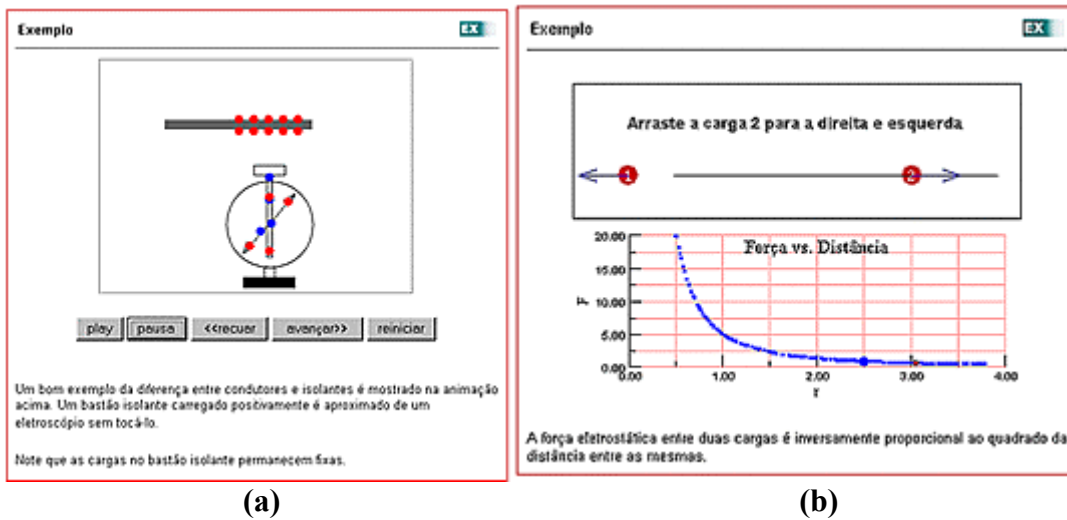 Exemplo
EX
play
pausa
<<recuar
avançar>>
reiniciar
Um bom exemplo da diferença entre condutores e isolantes é mostrado na animação
acima. Um bastão isolante carregado positivamente é aproximado de um
eletroscópio sem tocá-lo.
Note que as cargas no bastão isolante permanecem fixas.
(a)
Exemplo
EX
Arraste a carga 2 para a direita e esquerda
1
2
Força vs. Distância
20.00
15.00
10.00
5.00
0.00
F
0.00 1.00 2.00 3.00 4.00
r
A força eletrostática entre duas cargas é inversamente proporcional ao quadrado da
distância entre as mesmas.
(b)